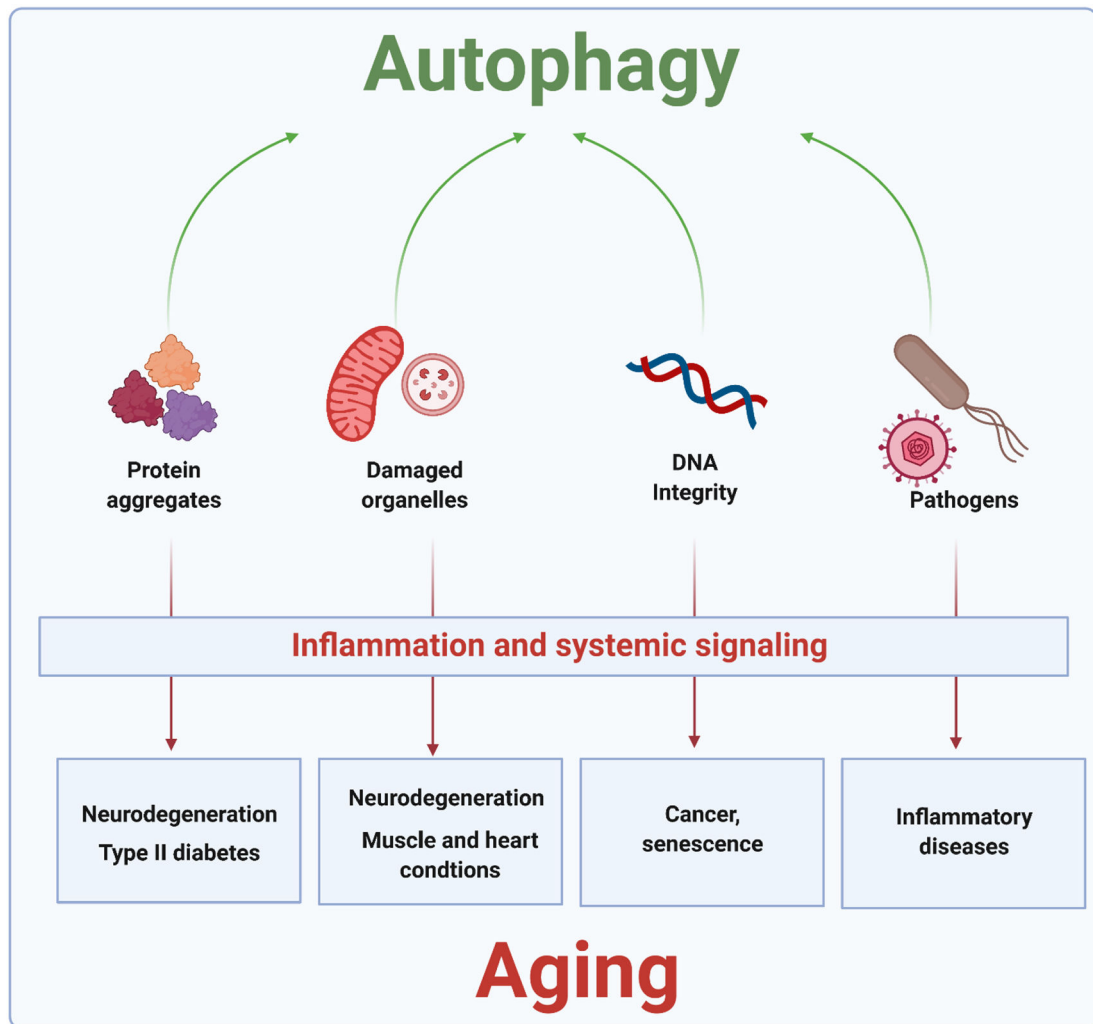 Autophagy
Protein
aggregates
Damaged
organelles
DNA
Integrity
Pathogens
Inflammation and systemic signaling
Neurodegeneration
Type II diabetes
Neurodegeneration
Muscle and heart
condtions
Cancer,
senescence
Inflammatory
diseases
Aging